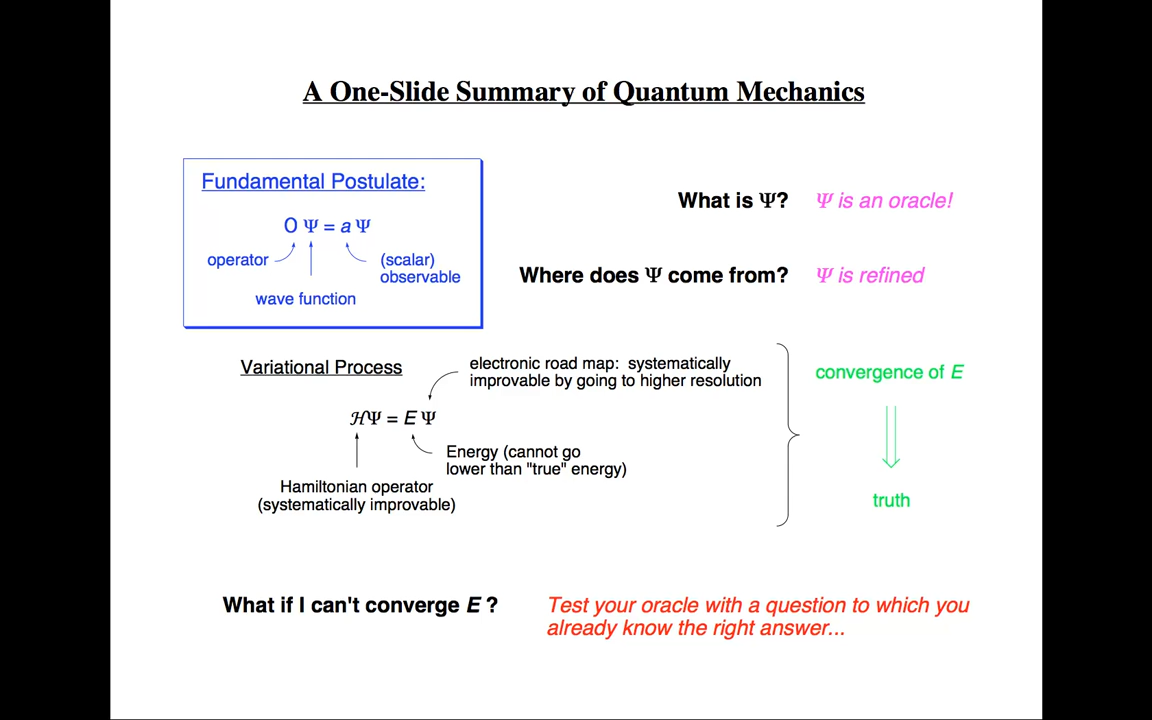 A One-Slide Summary of Quantum Mechanics
Fundamental Postulate:
O Ψ = a Ψ
operator
(scalar)
observable
wave function
What is Ψ?
Ψ is an oracle!
Where does Ψ come from?
Ψ is refined
Variational Process
electronic road map: systematically
improvable by going to higher resolution
ℋΨ = E Ψ
Energy (cannot go
lower than "true" energy)
Hamiltonian operator
(systematically improvable)
convergence of E
truth
What if I can't converge E ?
Test your oracle with a question to which you
already know the right answer...